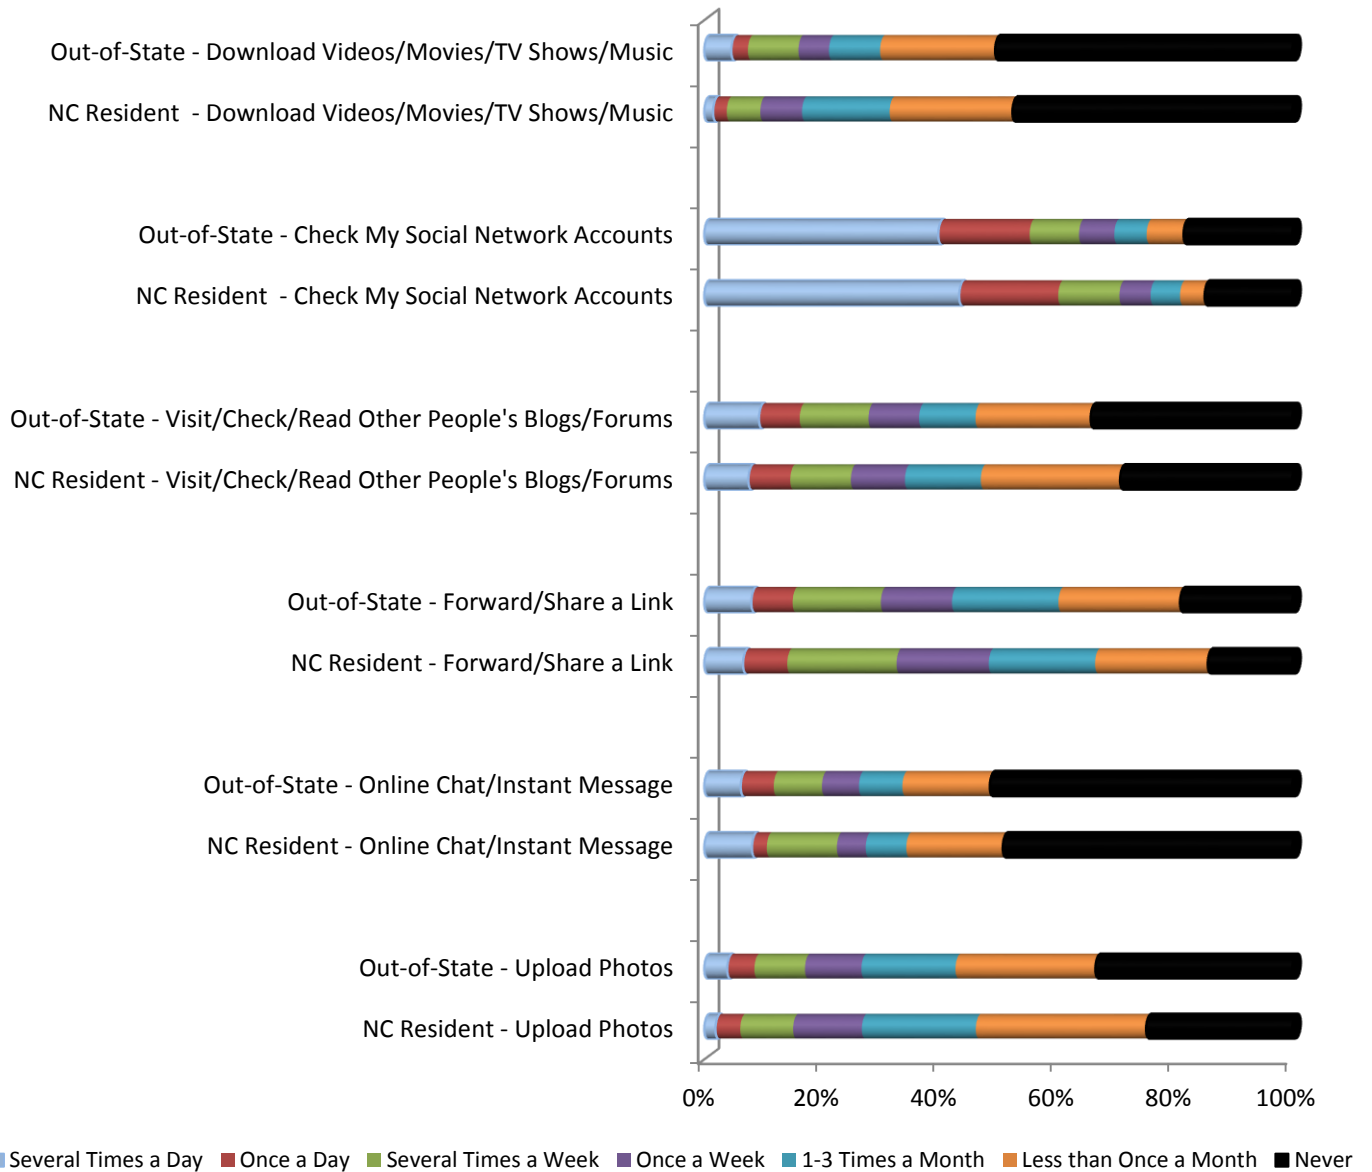 Out-of-State - Download Videos/Movies/TV Shows/Music
NC Resident  - Download Videos/Movies/TV Shows/Music
Out-of-State - Check My Social Network Accounts
NC Resident  - Check My Social Network Accounts
Out-of-State - Visit/Check/Read Other People's Blogs/Forums
NC Resident - Visit/Check/Read Other People's Blogs/Forums
Out-of-State - Forward/Share a Link
NC Resident - Forward/Share a Link
Out-of-State - Online Chat/Instant Message
NC Resident - Online Chat/Instant Message
Out-of-State - Upload Photos
NC Resident - Upload Photos
0% 20% 40% 60% 80% 100%
Several Times a Day Once a Day Several Times a Week Once a Week 1-3 Times a Month Less than Once a Month Never